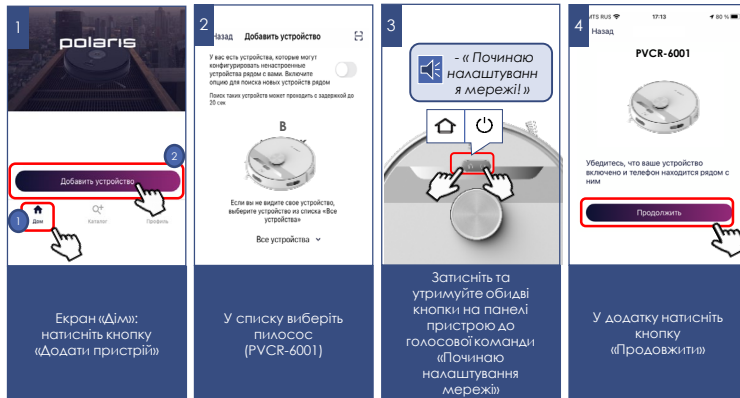 1
polaris
2
Добавить устройство
1
Дом
Каталог
Профиль
Екран «Дім»:
натисніть кнопку
«Додати пристрій»
2
Назад
Добавить устройство
У вас есть устройства, которые могут
конфигурировать ненастроенные
устройства рядом с вами. Включите
опцию для поиска новых устройств рядом
Поиск таких устройств может проходить с задержкой до
20 сек
В
Если вы не видите свое устройство,
выберите устройство из списка «Все
устройства»
Все устройства
У списку виберіть
пилосос
(PVCR-6001)
3
- « Починаю
налаштуванн
я мережі! »
Затисніть та
утримуйте обидві
кнопки на панелі
пристрою до
голосової команди
«Починаю
налаштування
мережі»
4
MTS RUS
17:13
80 %
Назад
PVCR-6001
Убедитесь, что ваше устройство
включено и телефон находится рядом с
ним
Продолжить
У додатку натисніть
кнопку
«Продовжити»